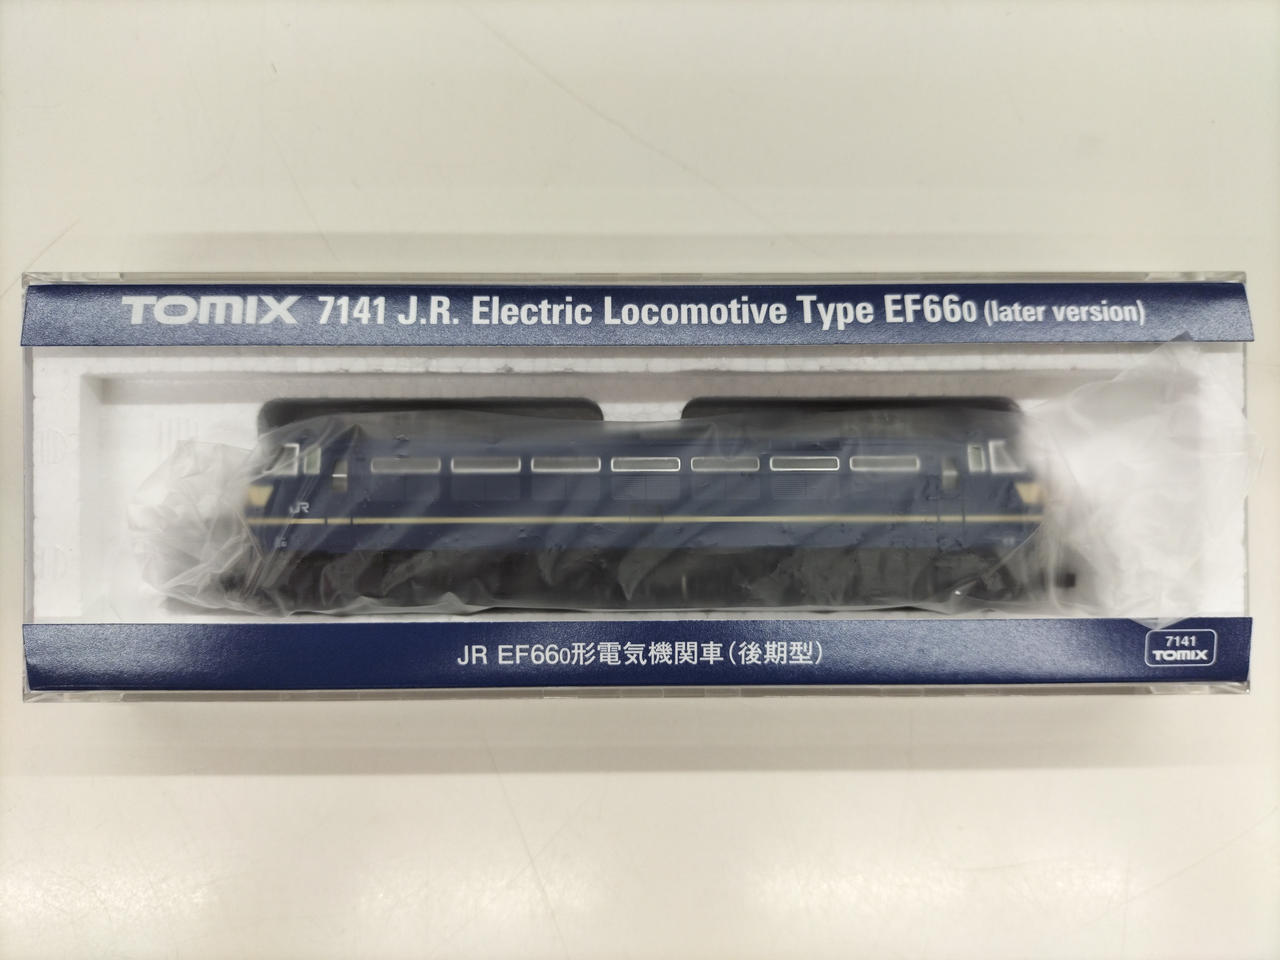 TOMIX 7141 J.R. Electric Locomotive Type EF660 (later version)
JR
JR EF660形電気機関車(後期型)
7141
TOMIX